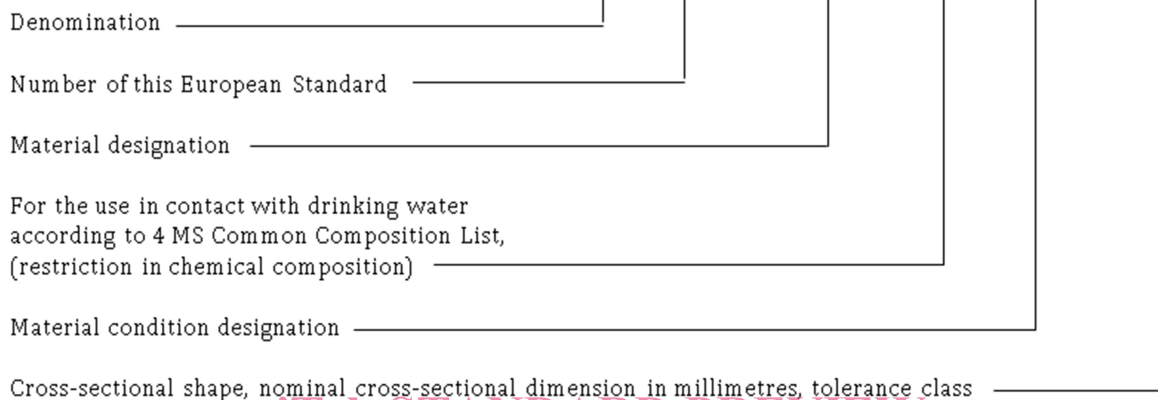 Denomination
Number of this European Standard
Material designation
For the use in contact with drinking water
according to 4 MS Common Composition List,
(restriction in chemical composition)
Material condition designation
Cross-sectional shape, nominal cross-sectional dimension in millimetres, tolerance class